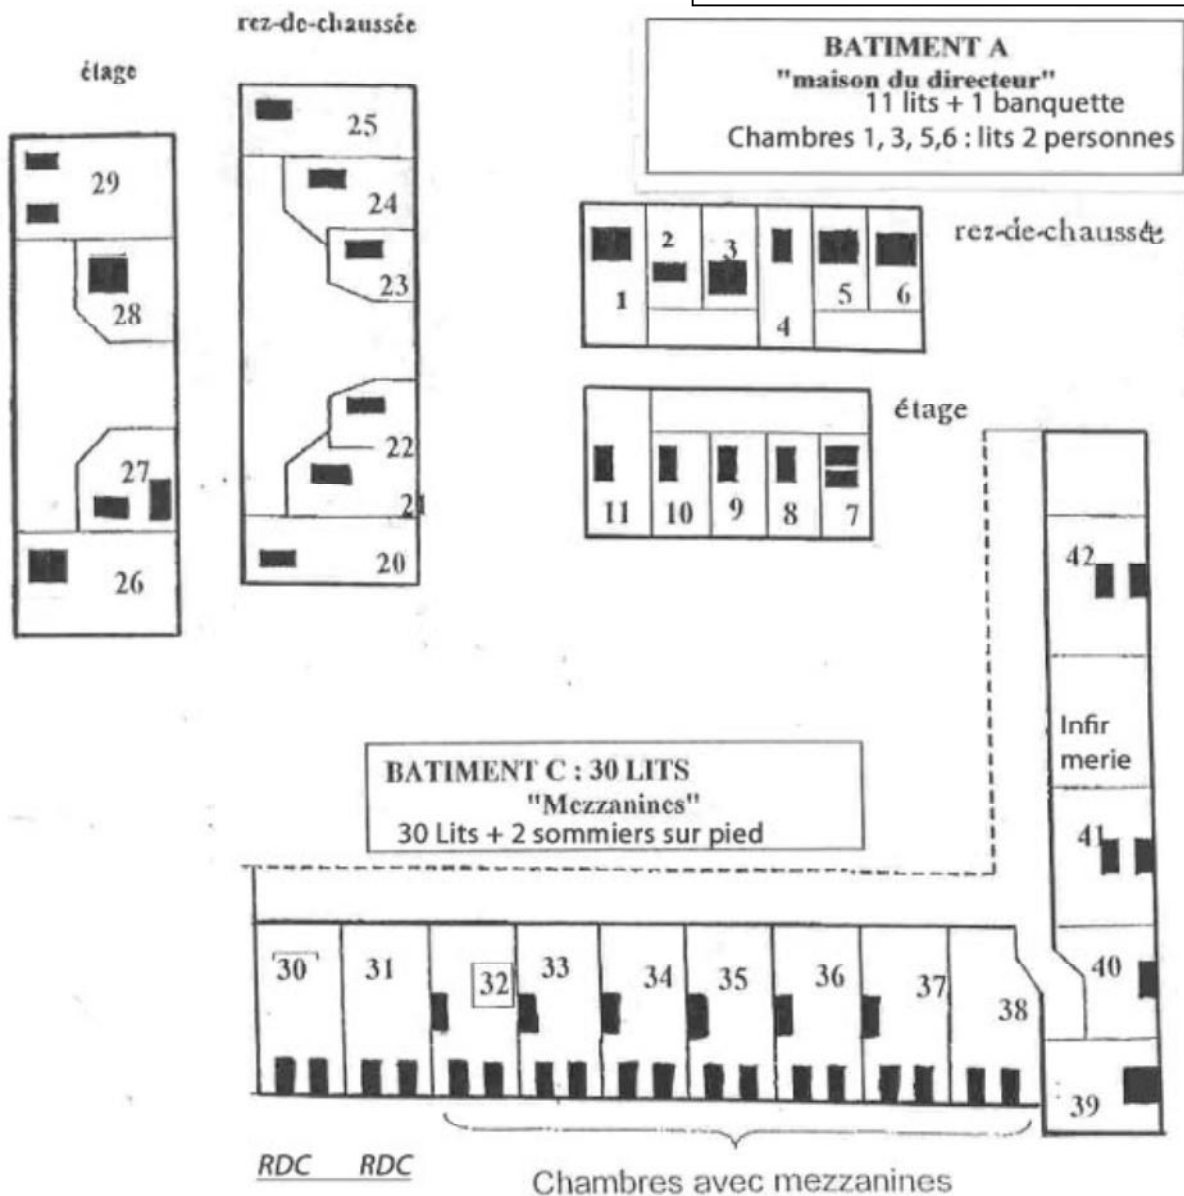 rez-de-chaussée
étage
BATIMENT A
"maison du directeur"
11 lits + 1 banquette
Chambres 1, 3, 5,6 : lits 2 personnes
25
29
24
23
28
rez-de-chaussée
2
3
1
4
5
6
22
27
21
20
26
étage
11
10
9
8
7
42
Infir
merie
41
40
39
BATIMENT C : 30 LITS
"Mezzanines"
30 Lits + 2 sommiers sur pied
30
31
32
33
34
35
36
37
38
RDC
RDC
Chambres avec mezzanines